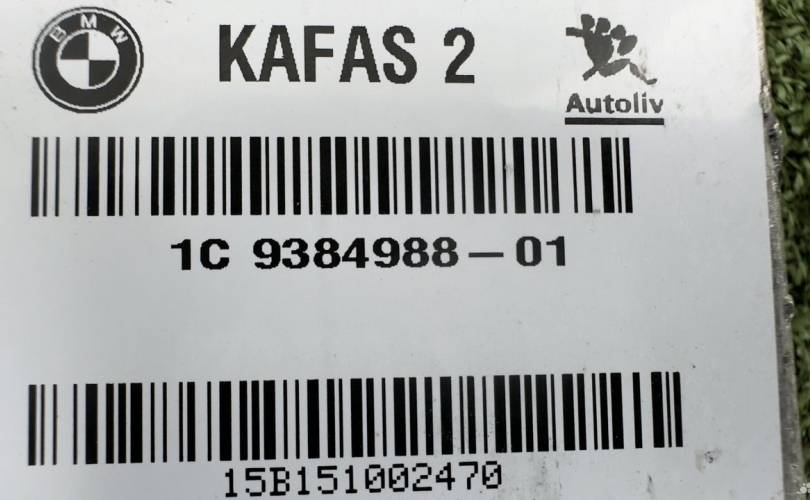 BMW
KAFAS 2
Autoliv
1C 9384988-01
15B151002470